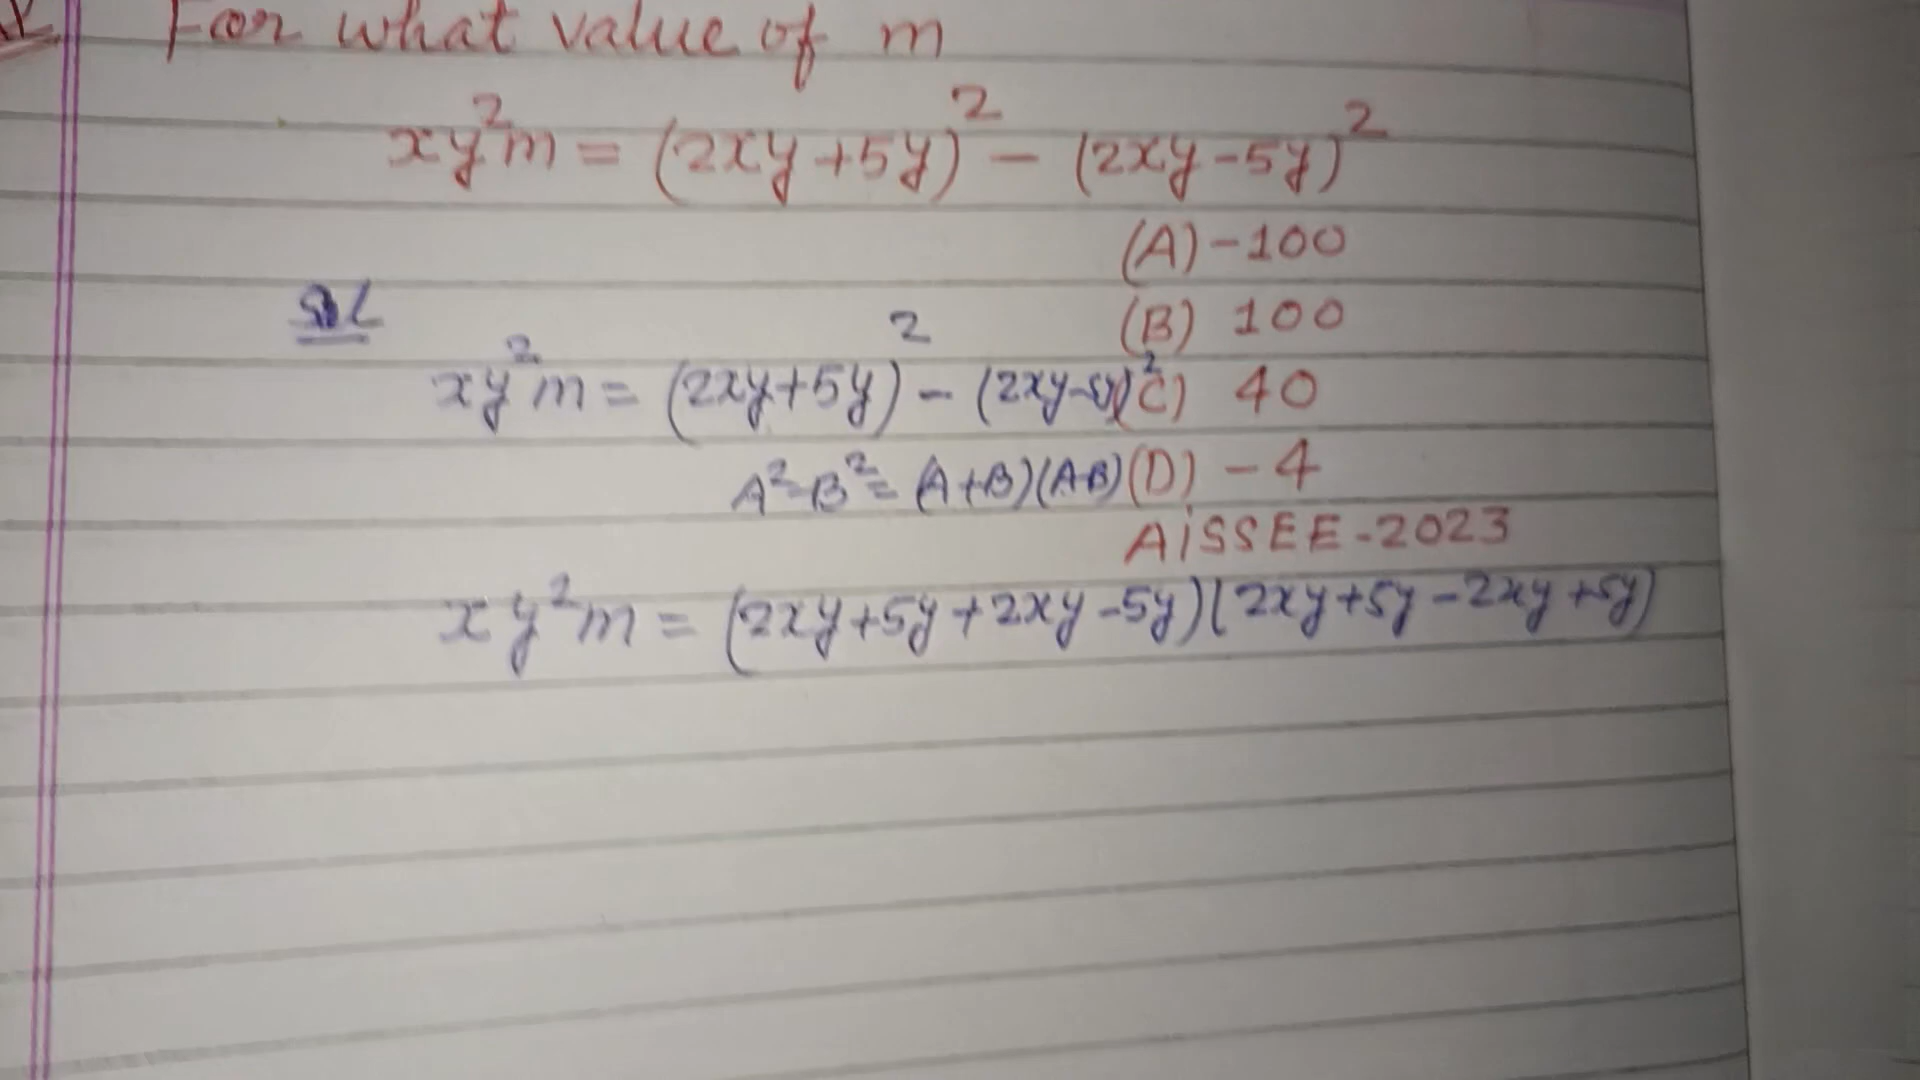 For what value of m
xy²m = (2xy+5y)² - (2xy-5y)²
(A) -100
(B) 100
Sol
xy²m = (2xy+5y)² - (2xy-5y)²
(C) 40
A²-B² = (A+B)(A-B)
(D) -4
AiSSEE-2023
xy²m = (2xy+5y+2xy-5y)(2xy+5y-2xy+5y)